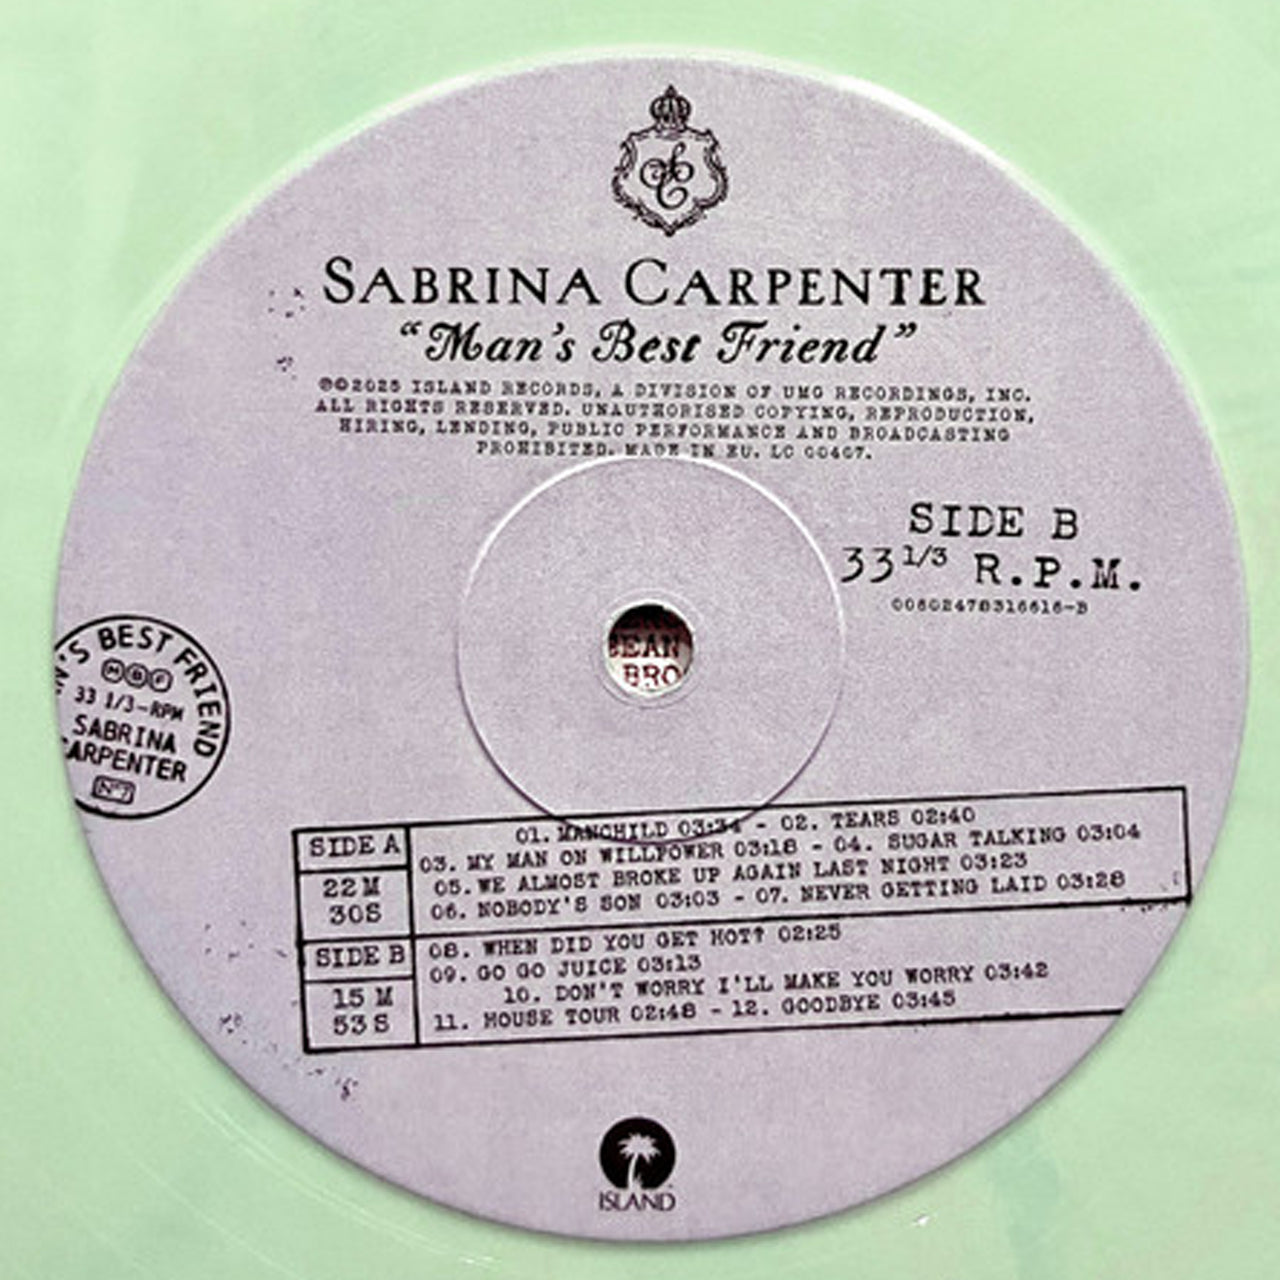 SC
SABRINA CARPENTER
"Man's Best Friend"
℗©2025 ISLAND RECORDS, A DIVISION OF UMG RECORDINGS, INC.
ALL RIGHTS RESERVED. UNAUTHORISED COPYING, REPRODUCTION,
HIRING, LENDING, PUBLIC PERFORMANCE AND BROADCASTING
PROHIBITED. MADE IN EU. LC 00407.
SIDE B
33 1/3 R.P.M.
00602478316616-B
BEAN
BRO
N'S BEST FRIEND
MBF
33 1/3-RPM
SABRINA
CARPENTER
Nº7
SIDE A
22 M
30S
01. MANCHILD 03:34 - 02. TEARS 02:40
03. MY MAN ON WILLPOWER 03:18 - 04. SUGAR TALKING 03:04
05. WE ALMOST BROKE UP AGAIN LAST NIGHT 03:23
06. NOBODY'S SON 03:03 - 07. NEVER GETTING LAID 03:28
SIDE B
15 M
53 S
08. WHEN DID YOU GET HOT? 02:25
09. GO GO JUICE 03:13
10. DON'T WORRY I'LL MAKE YOU WORRY 03:42
11. HOUSE TOUR 02:48 - 12. GOODBYE 03:45
ISLAND